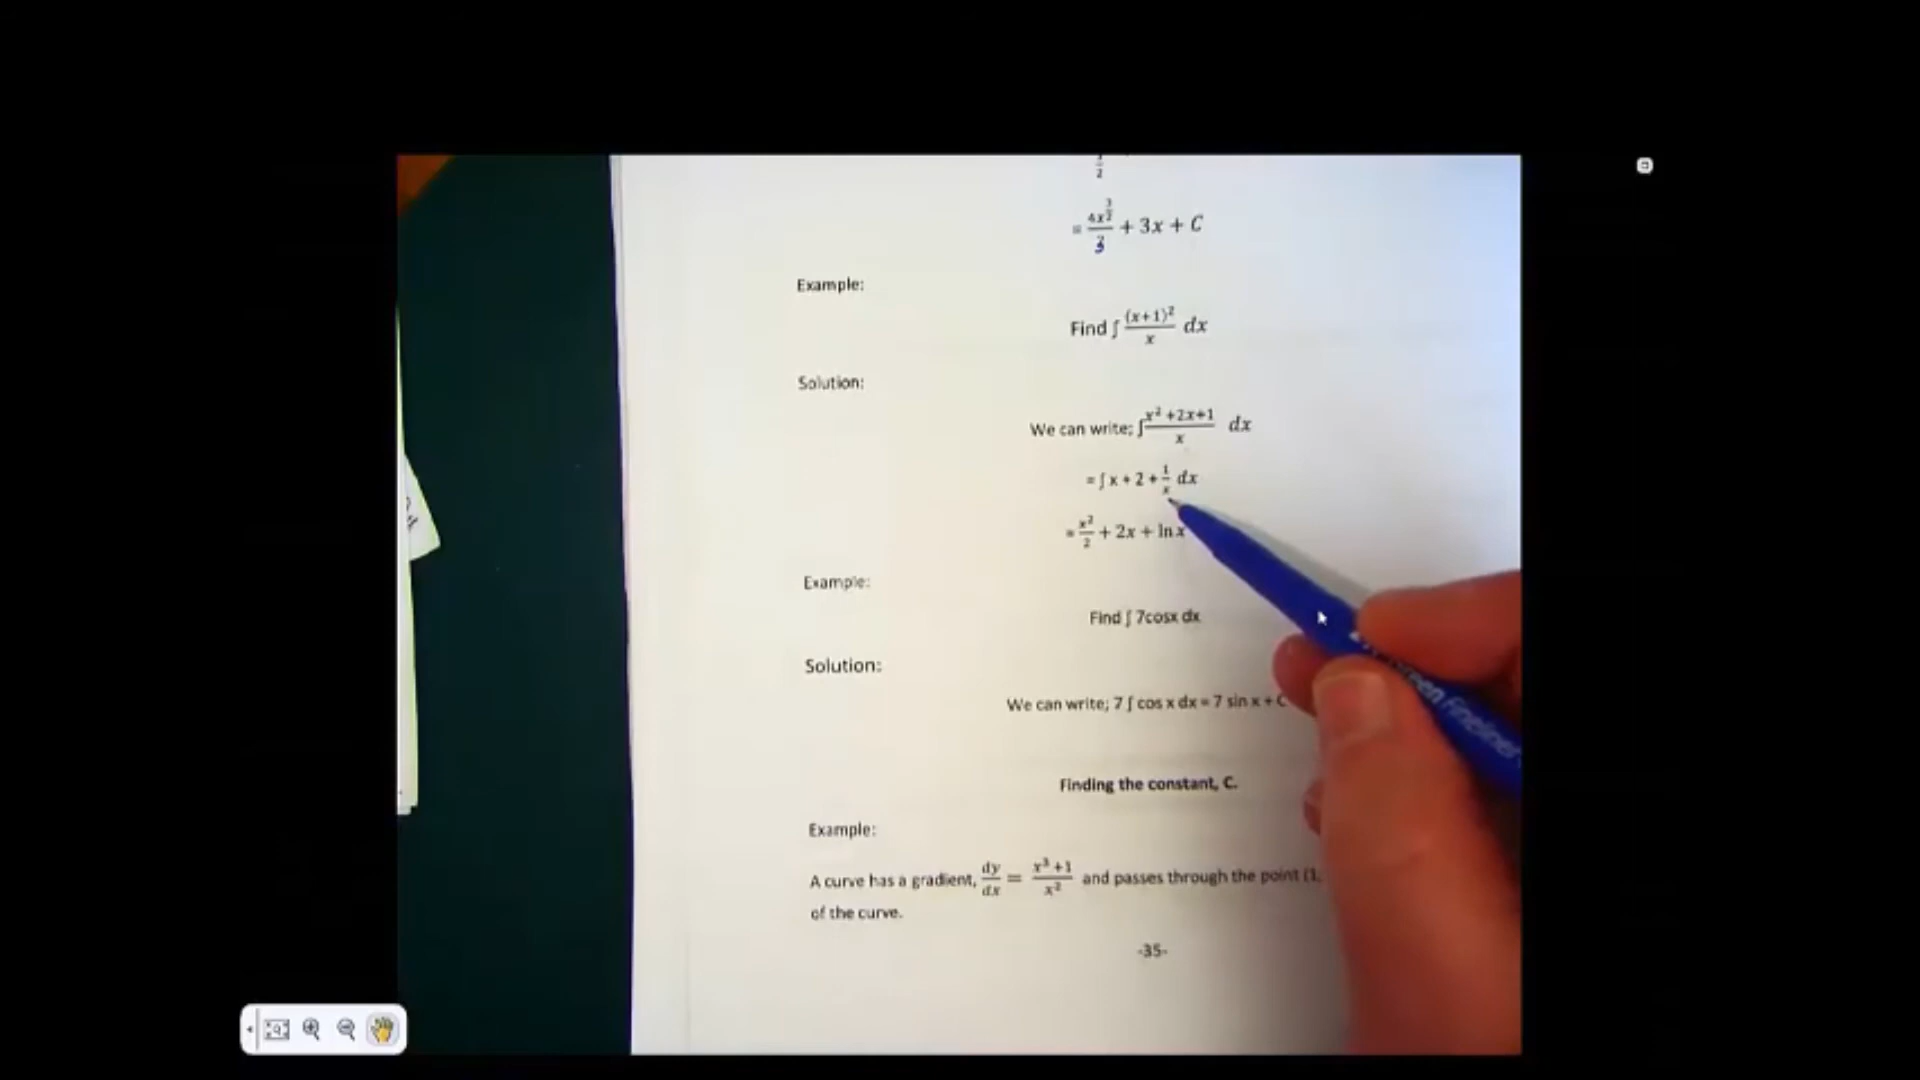 2
= 4x^{3/2}/3 + 3x + C
Example:
Find ∫ (x+1)²/x dx
Solution:
We can write; ∫ (x² +2x+1)/x dx
= ∫ x + 2 + 1/x dx
= x²/2 + 2x + ln x
Example:
Find ∫ 7cosx dx
Solution:
We can write; 7 ∫ cos x dx = 7 sin x + C
Finding the constant, C.
Example:
A curve has a gradient, dy/dx = (x³ +1)/x² and passes through the point (1,
of the curve.
-35-
Fineliner